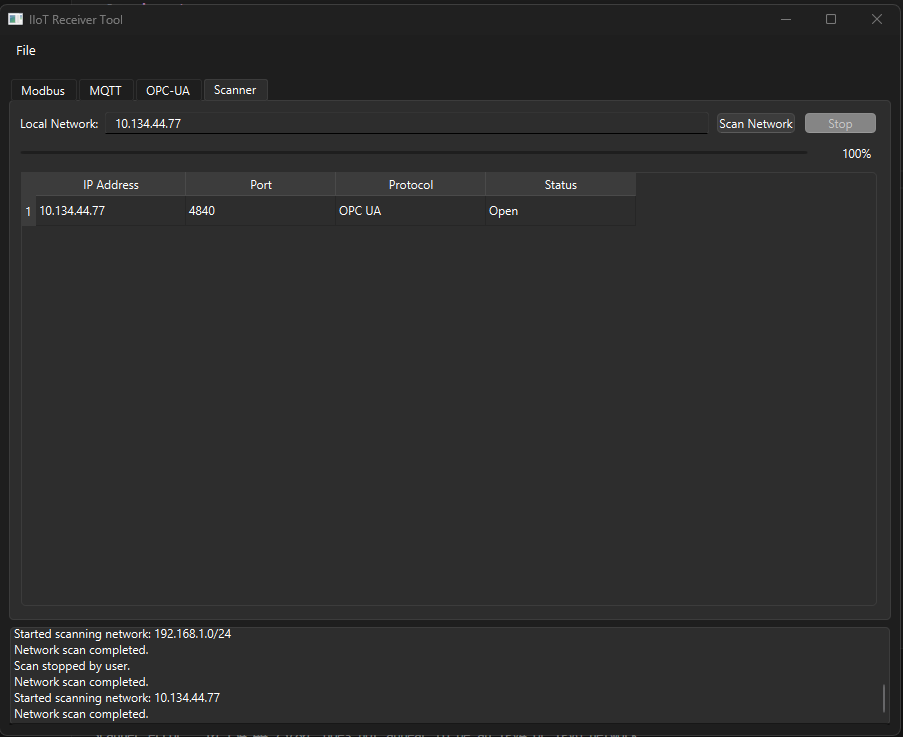 IIoT Receiver Tool
File
Modbus MQTT OPC-UA Scanner
Local Network: 10.134.44.77 Scan Network Stop
100%
IP Address Port Protocol Status
1 10.134.44.77 4840 OPC UA Open
Started scanning network: 192.168.1.0/24
Network scan completed.
Scan stopped by user.
Network scan completed.
Started scanning network: 10.134.44.77
Network scan completed.